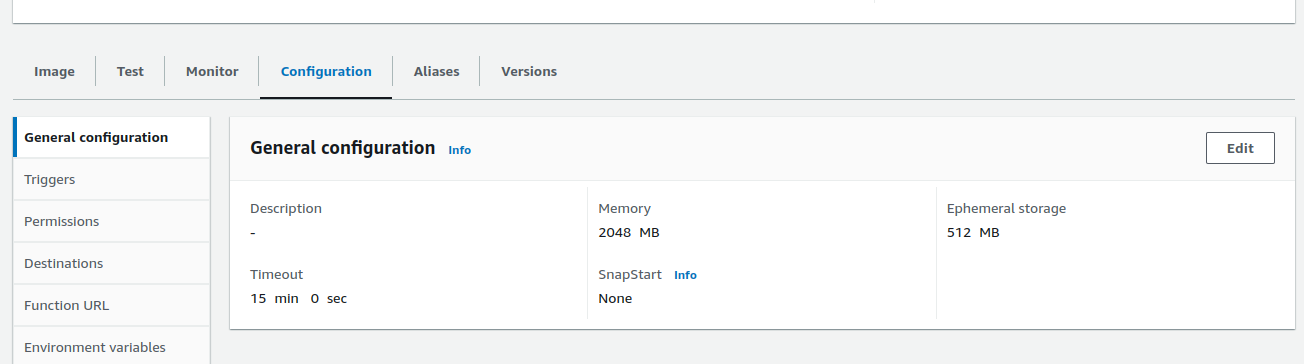 Image
Test
Monitor
Configuration
Aliases
Versions
General configuration
Triggers
Permissions
Destinations
Function URL
Environment variables
General configuration Info
Edit
Description
-
Memory
2048 MB
Ephemeral storage
512 MB
Timeout
15 min 0 sec
SnapStart Info
None